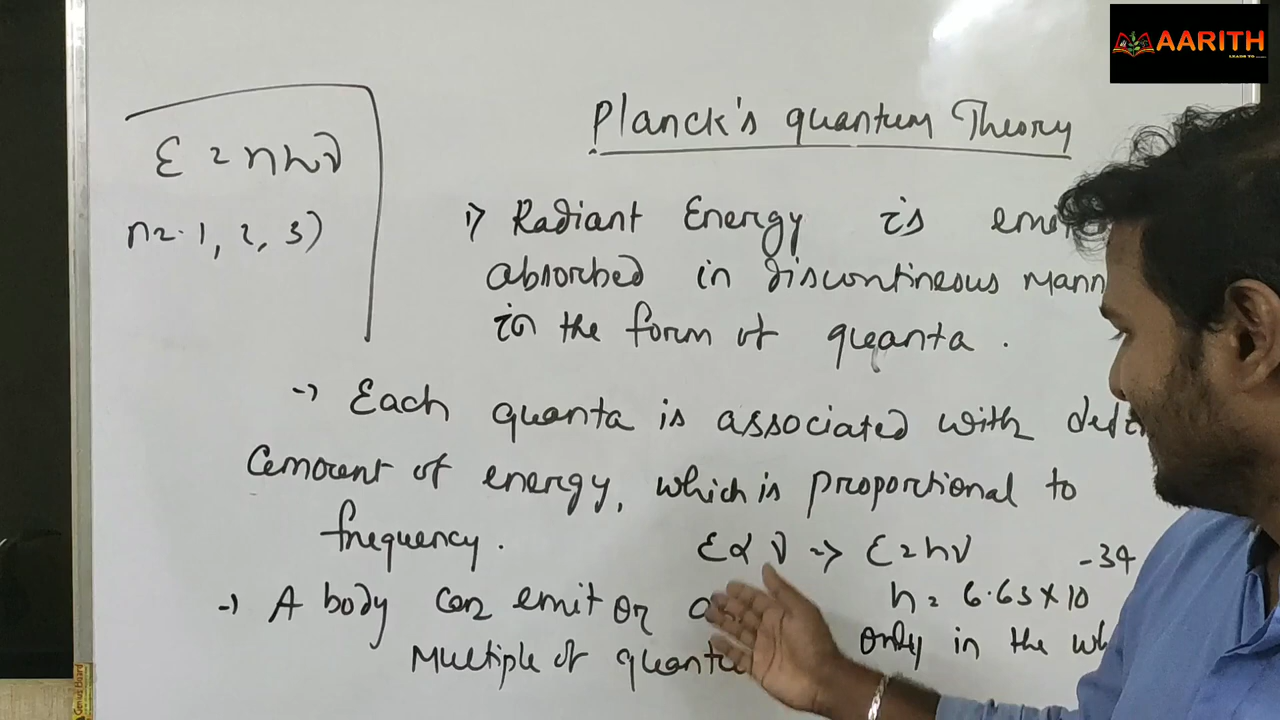 AARITH
Planck's quantum Theory
E = nhν
n = 1, 2, 3)
1) Radiant Energy is
absorbed in discontineous
in the form of quanta.
→ Each quanta is associated with
amount of energy, which is proportional to
frequency.
E α ν → E = hν
h = 6.63 × 10 -34
→ A body can emit or only in the
Multiple of